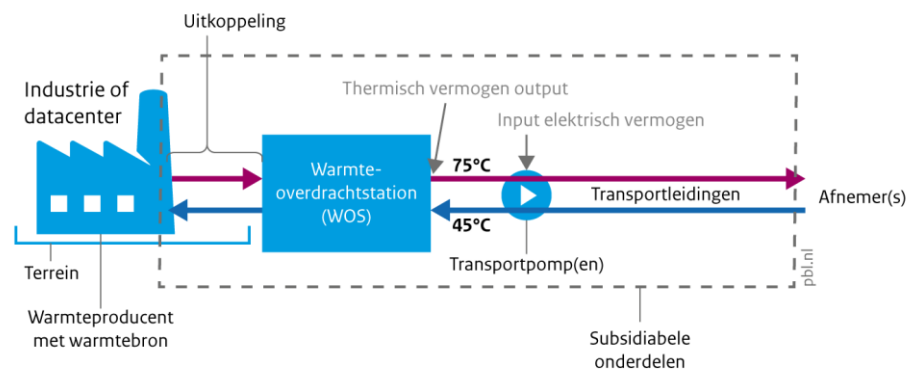 Uitkoppeling
Industrie of
datacenter
Thermisch vermogen output
Input elektrisch vermogen
Warmte-
overdrachtstation
(WOS)
75°C
Transportleidingen
Afnemer(s)
45°C
Transportpomp(en)
Terrein
Warmteproducent
met warmtebron
Subsidiabele
onderdelen
pbl.nl